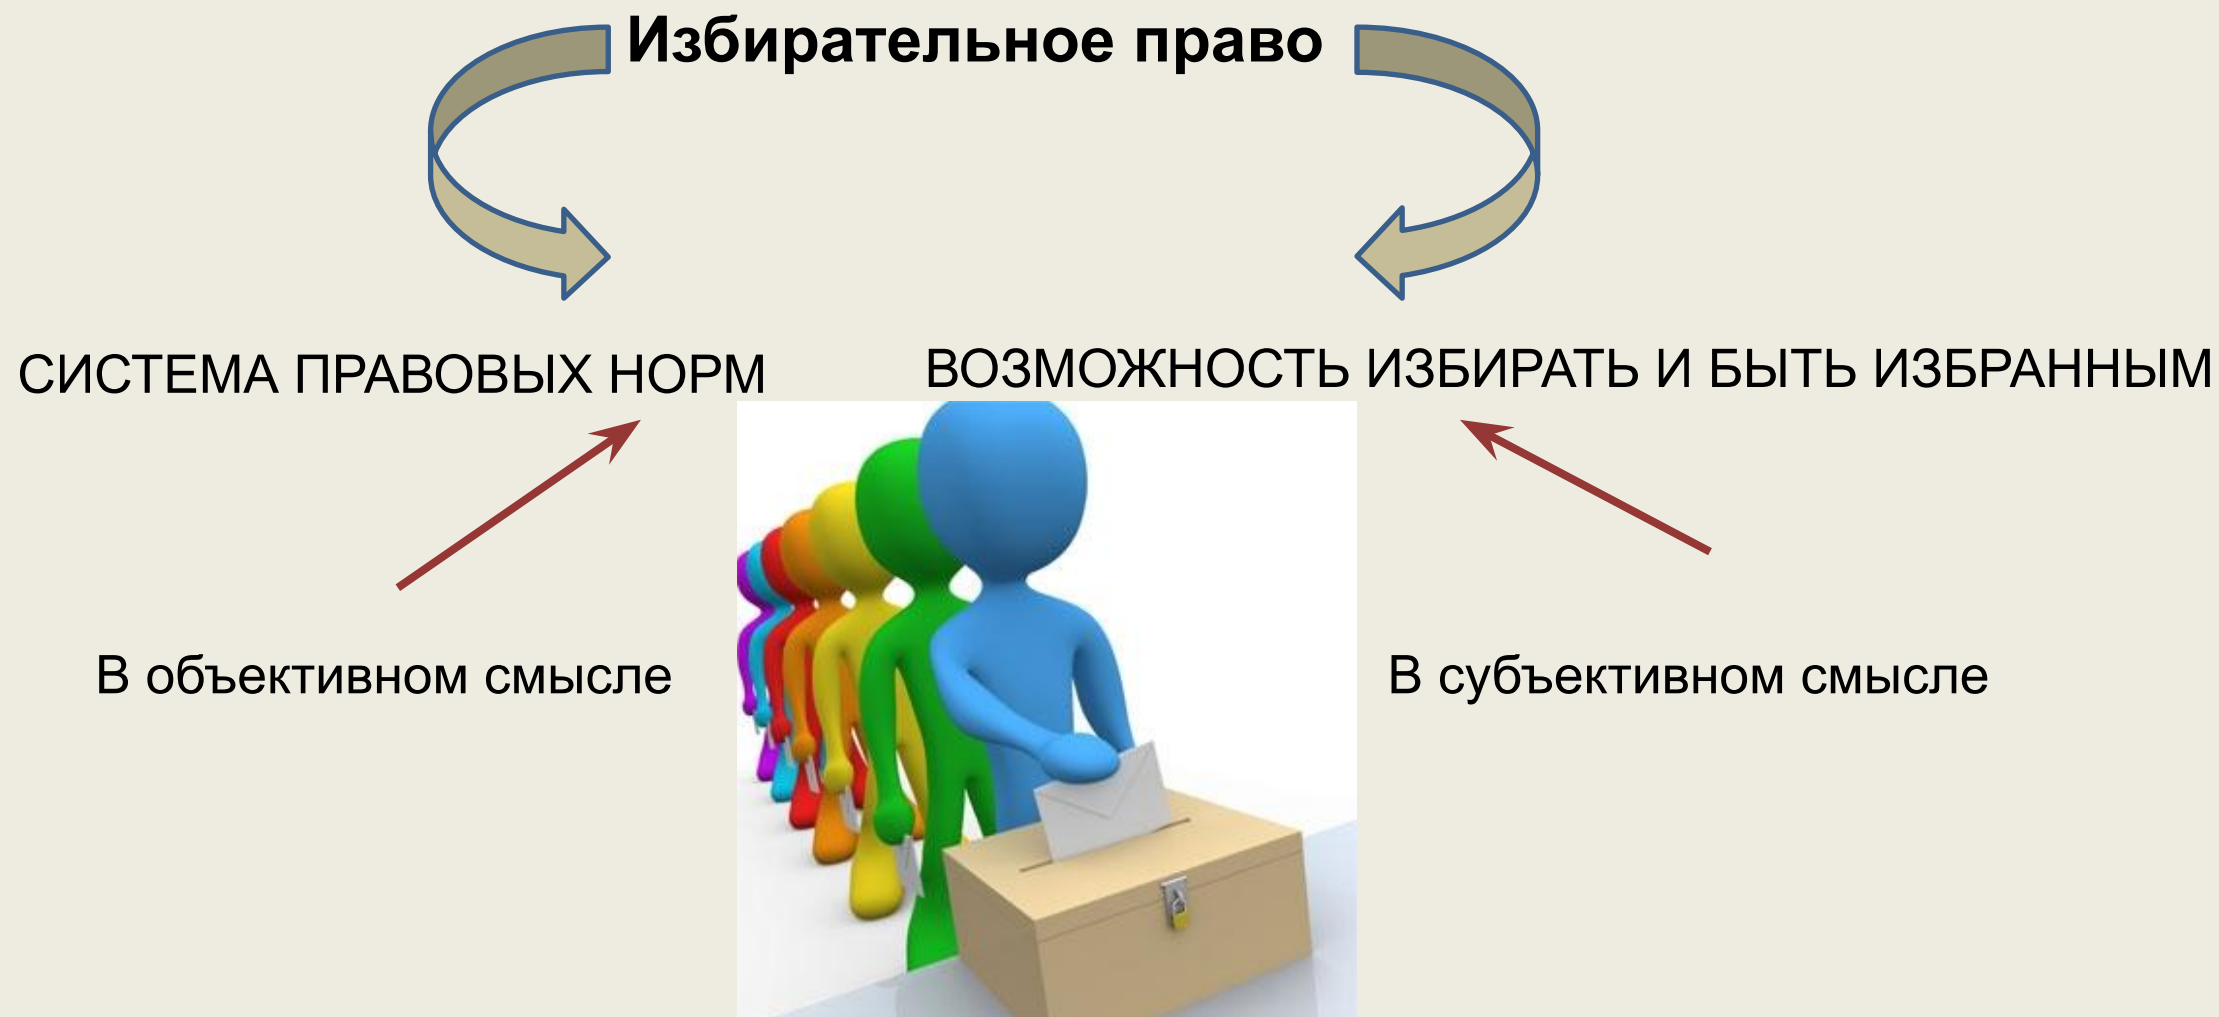 Избирательное право
СИСТЕМА ПРАВОВЫХ НОРМ
ВОЗМОЖНОСТЬ ИЗБИРАТЬ И БЫТЬ ИЗБРАННЫМ
В объективном смысле
В субъективном смысле